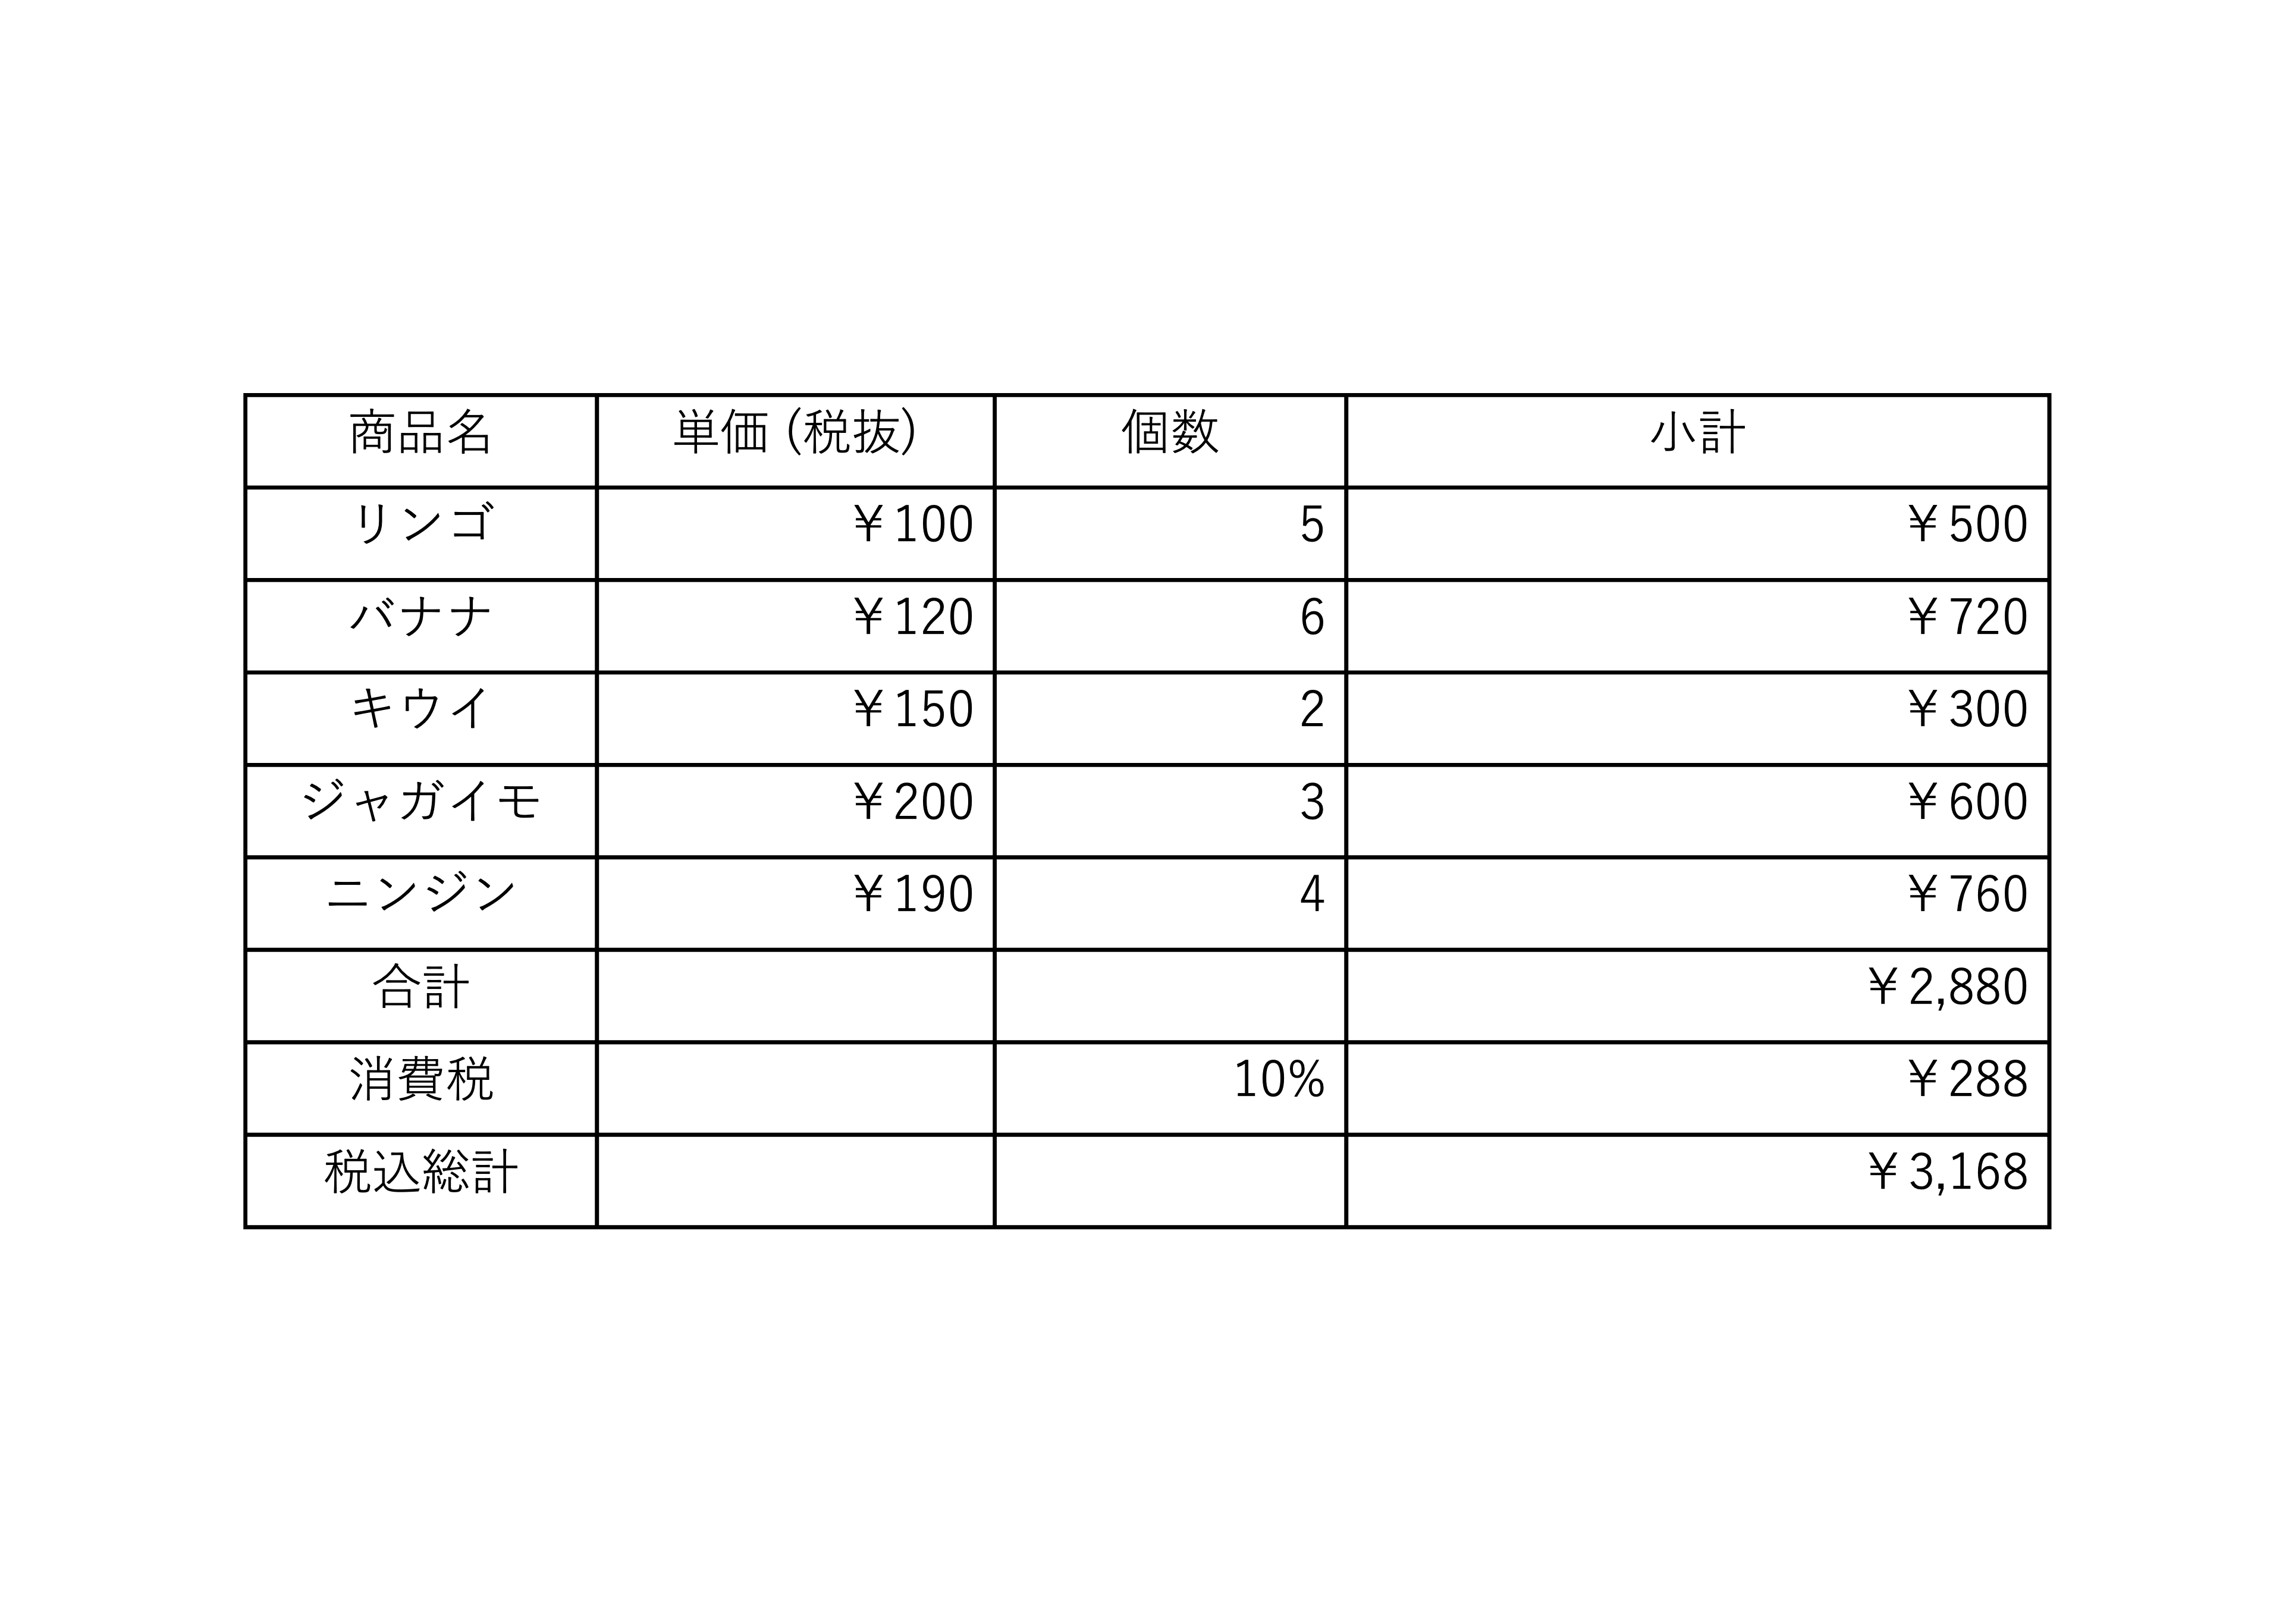 商品名 単価(税抜) 個数 小計
リンゴ ￥100 5 ￥500
バナナ ￥120 6 ￥720
キウイ ￥150 2 ￥300
ジャガイモ ￥200 3 ￥600
ニンジン ￥190 4 ￥760
合計 ￥2,880
消費税 10% ￥288
税込総計 ￥3,168